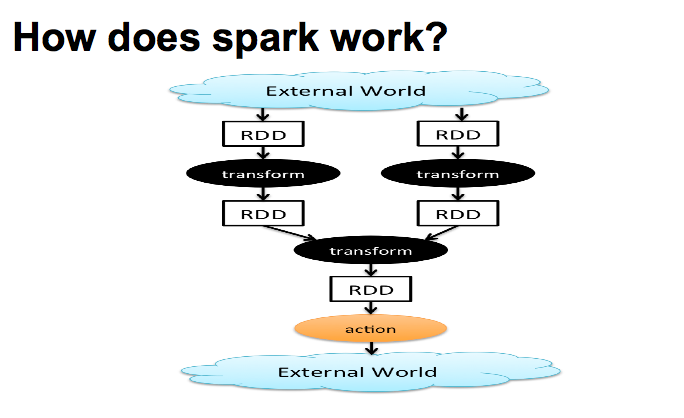 How does spark work?
External World
RDD RDD
transform transform
RDD RDD
transform
RDD
action
External World